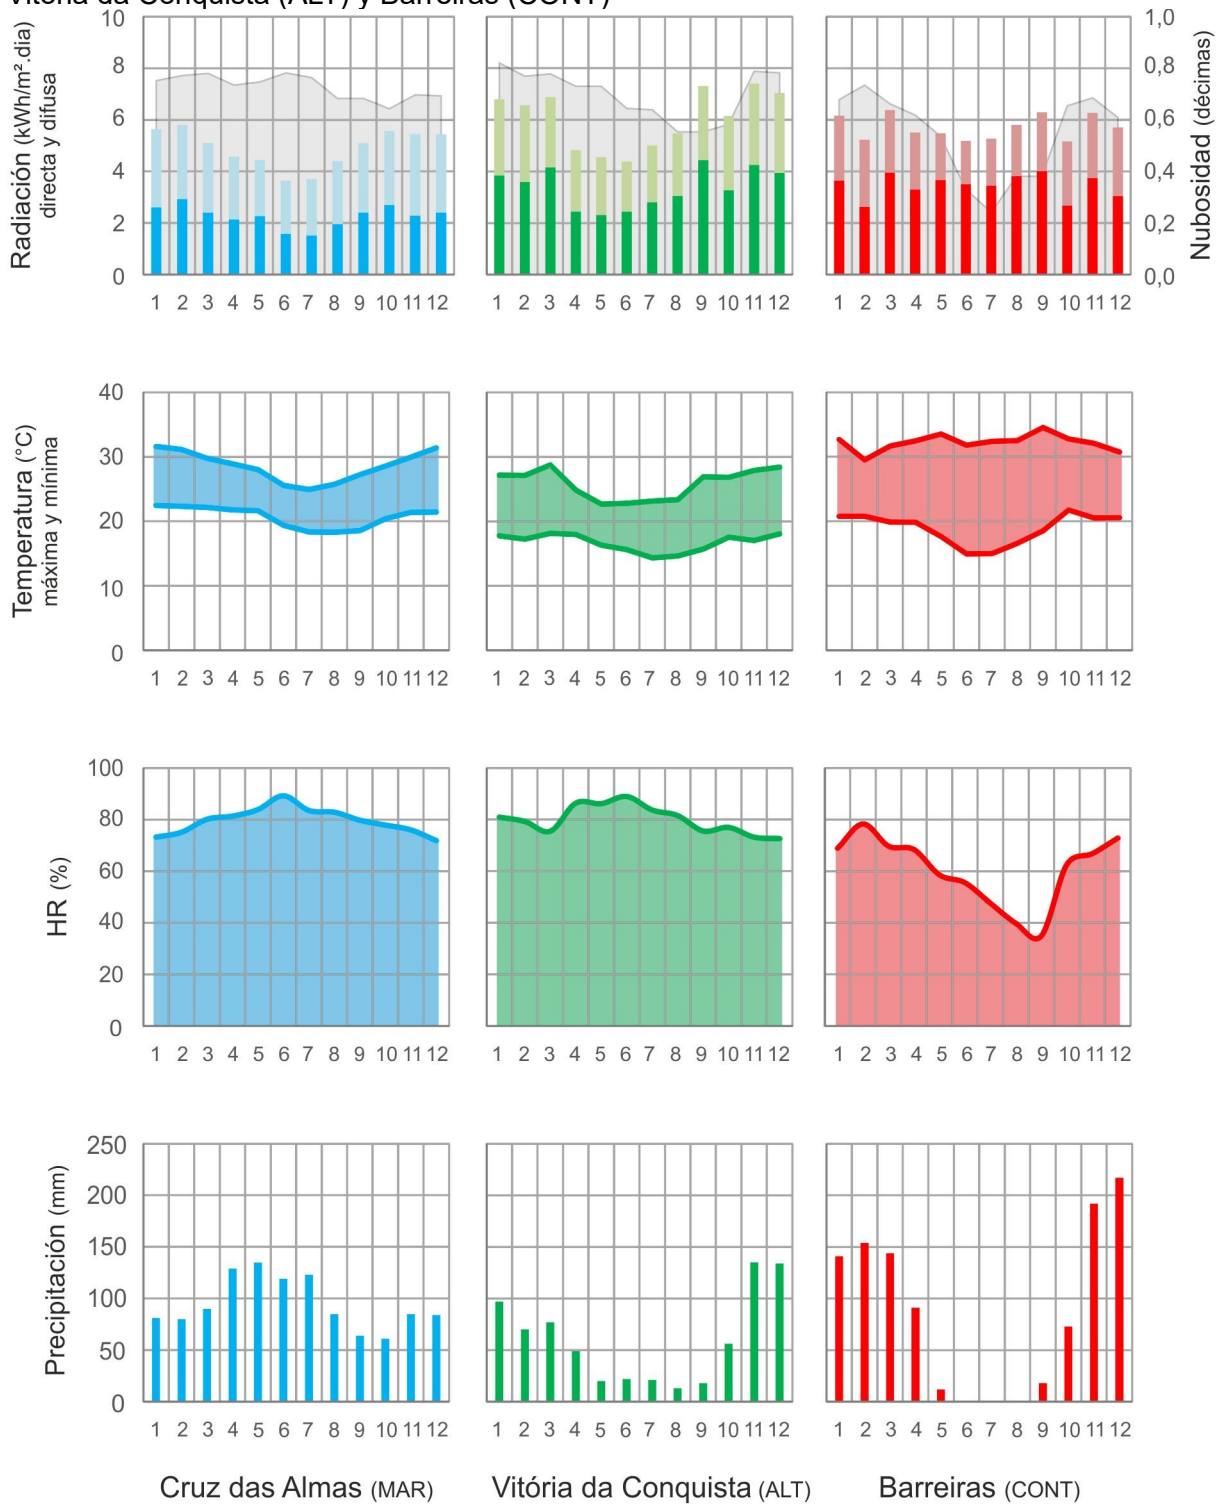 Vitória da Conquista (ALT) y Barreiras (CONT)
Radiación (kWh/m².dia)
directa y difusa
10
8
6
4
2
0
1,0
0,8
0,6
0,4
0,2
0,0
Nubosidad (décimas)
1 2 3 4 5 6 7 8 9 10 11 12
1 2 3 4 5 6 7 8 9 10 11 12
1 2 3 4 5 6 7 8 9 10 11 12
Temperatura (°C)
máxima y mínima
40
30
20
10
0
1 2 3 4 5 6 7 8 9 10 11 12
1 2 3 4 5 6 7 8 9 10 11 12
1 2 3 4 5 6 7 8 9 10 11 12
HR (%)
100
80
60
40
20
0
1 2 3 4 5 6 7 8 9 10 11 12
1 2 3 4 5 6 7 8 9 10 11 12
1 2 3 4 5 6 7 8 9 10 11 12
Precipitación (mm)
250
200
150
100
50
0
1 2 3 4 5 6 7 8 9 10 11 12
1 2 3 4 5 6 7 8 9 10 11 12
1 2 3 4 5 6 7 8 9 10 11 12
Cruz das Almas (MAR)
Vitória da Conquista (ALT)
Barreiras (CONT)